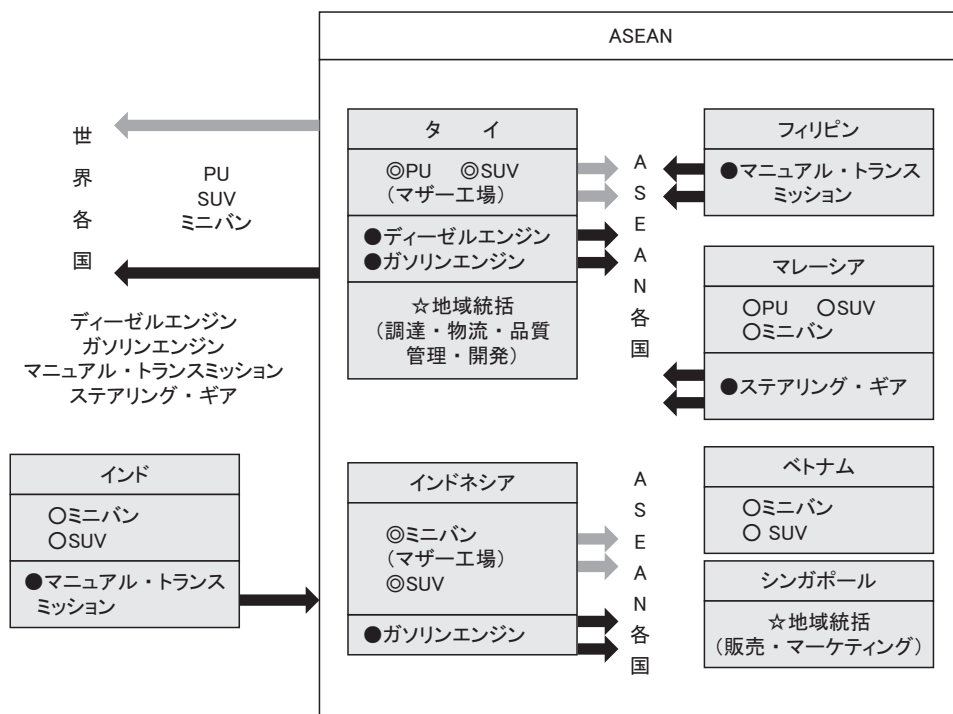 ASEAN
世界各国
PU
SUV
ミニバン
ディーゼルエンジン
ガソリンエンジン
マニュアル・トランスミッション
ステアリング・ギア
タ イ
◎PU ◎SUV
(マザー工場)
●ディーゼルエンジン
●ガソリンエンジン
☆地域統括
(調達・物流・品質
管理・開発)
ASEAN各国
フィリピン
●マニュアル・トランス
ミッション
マレーシア
○PU ○SUV
○ミニバン
●ステアリング・ギア
インド
○ミニバン
○SUV
●マニュアル・トランス
ミッション
インドネシア
◎ミニバン
(マザー工場)
◎SUV
●ガソリンエンジン
ASEAN各国
ベトナム
○ミニバン
○ SUV
シンガポール
☆地域統括
(販売・マーケティング)